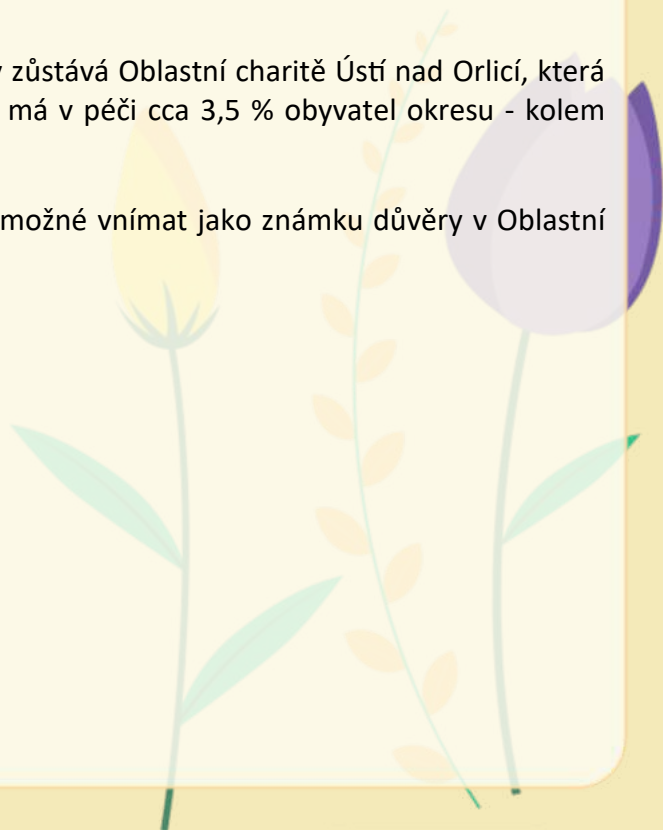 zůstává Oblastní charitě Ústí nad Orlicí, která
má v péči cca 3,5 % obyvatel okresu - kolem
možné vnímat jako známku důvěry v Oblastní